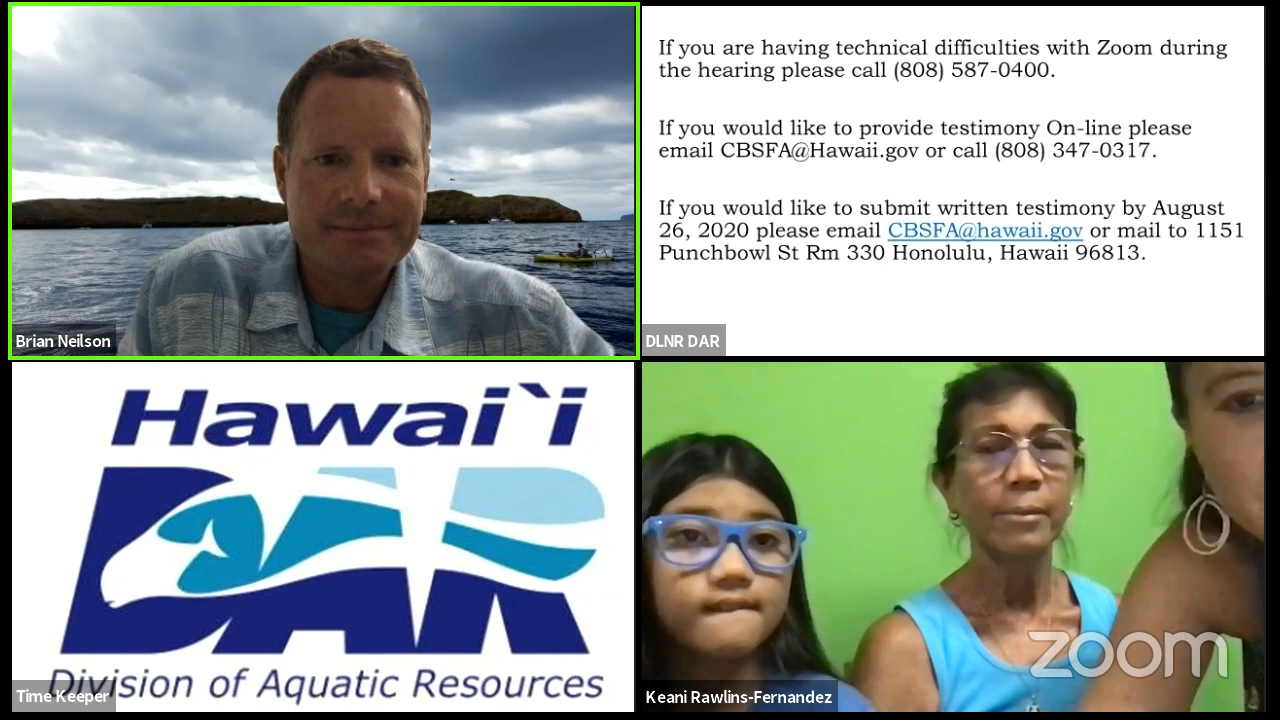 If you are having technical difficulties with Zoom during
the hearing please call (808) 587-0400.
If you would like to provide testimony On-line please
email CBSFA@Hawaii.gov or call (808) 347-0317.
If you would like to submit written testimony by August
26, 2020 please email CBSFA@hawaii.gov or mail to 1151
Punchbowl St Rm 330 Honolulu, Hawaii 96813.
Brian Neilson
DLNR DAR
Hawai`i
DAR
Division of Aquatic Resources
Time Keeper
zoom
Keani Rawlins-Fernandez